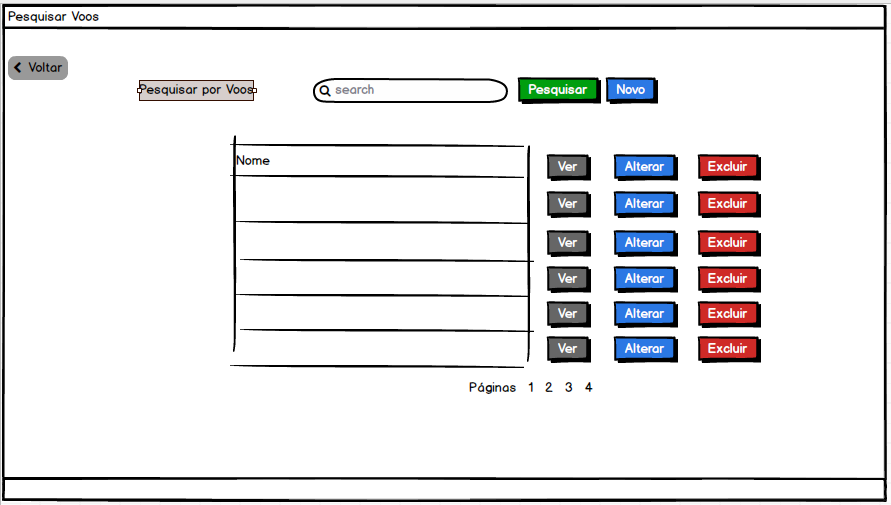 Pesquisar Voos
Voltar
Pesquisar por Voos search Pesquisar Novo
Nome Ver Alterar Excluir
Ver Alterar Excluir
Ver Alterar Excluir
Ver Alterar Excluir
Ver Alterar Excluir
Ver Alterar Excluir
Páginas 1 2 3 4